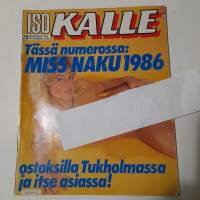 ISO KALLE
Tässä numerossa:
MISS NAKU 1986
ostoksilla Tukholmassa
ja itse asiassa!